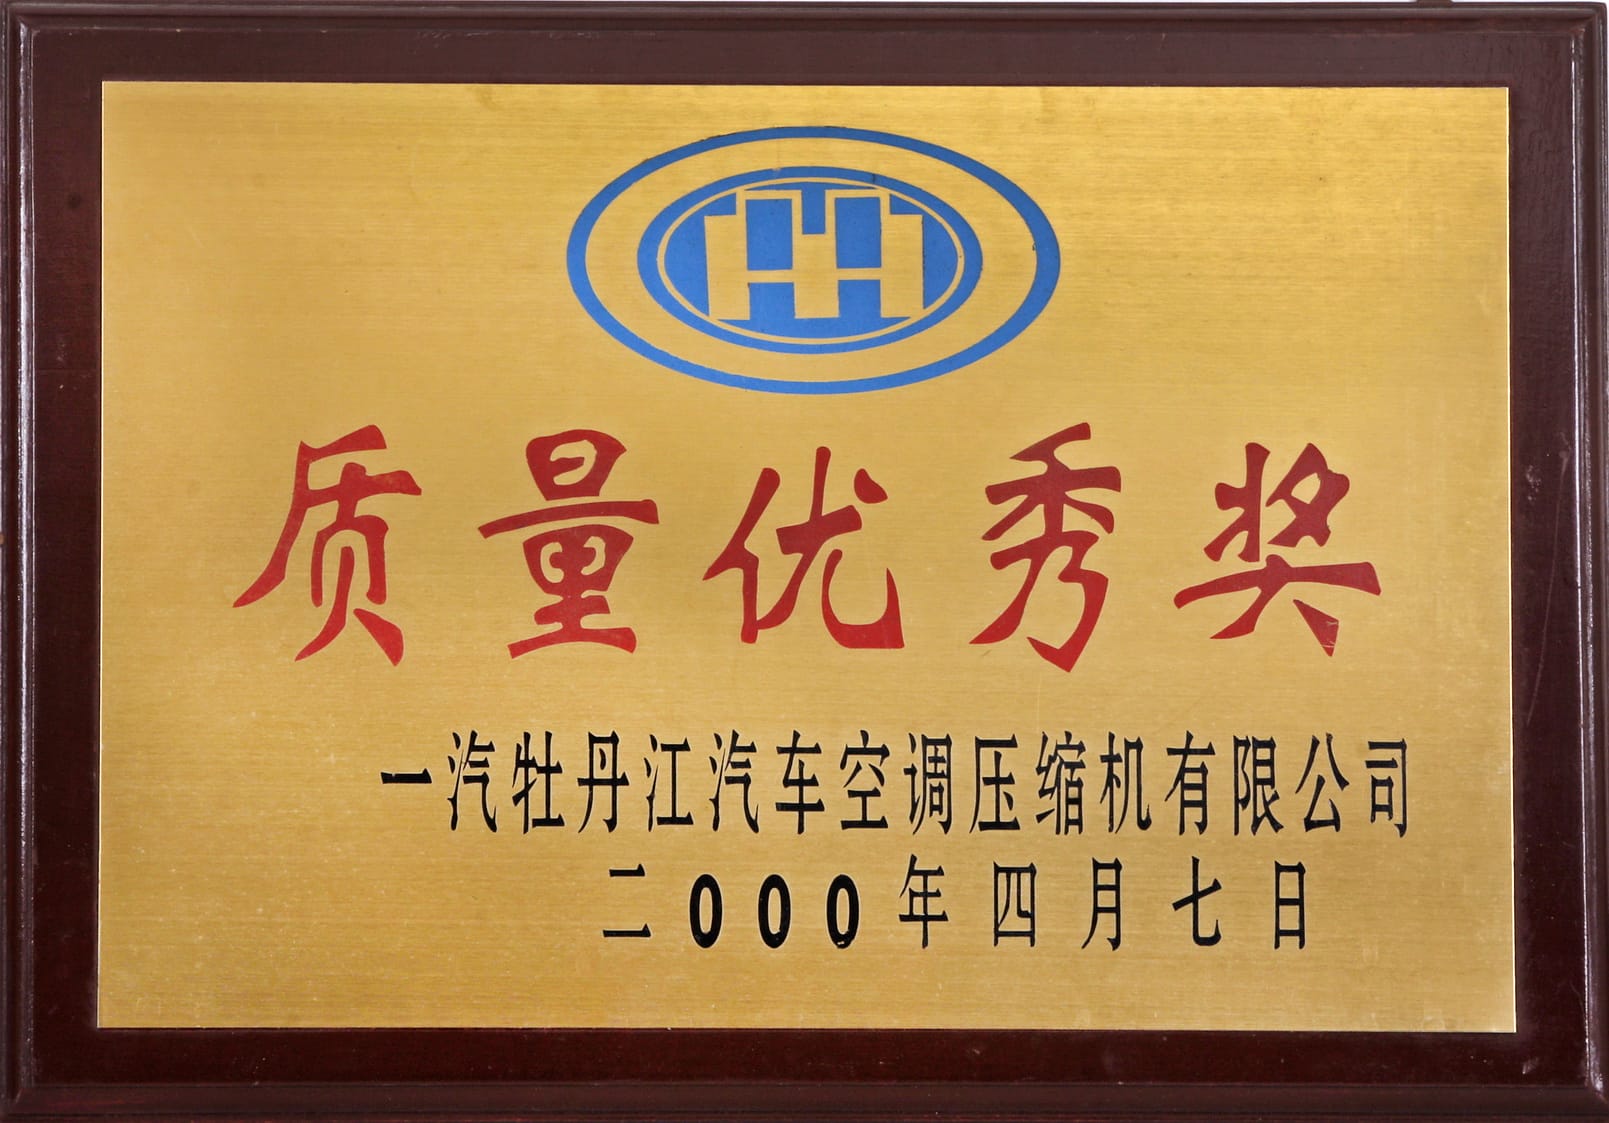 质量优秀奖
一汽牡丹江汽车空调压缩机有限公司
二000年四月七日